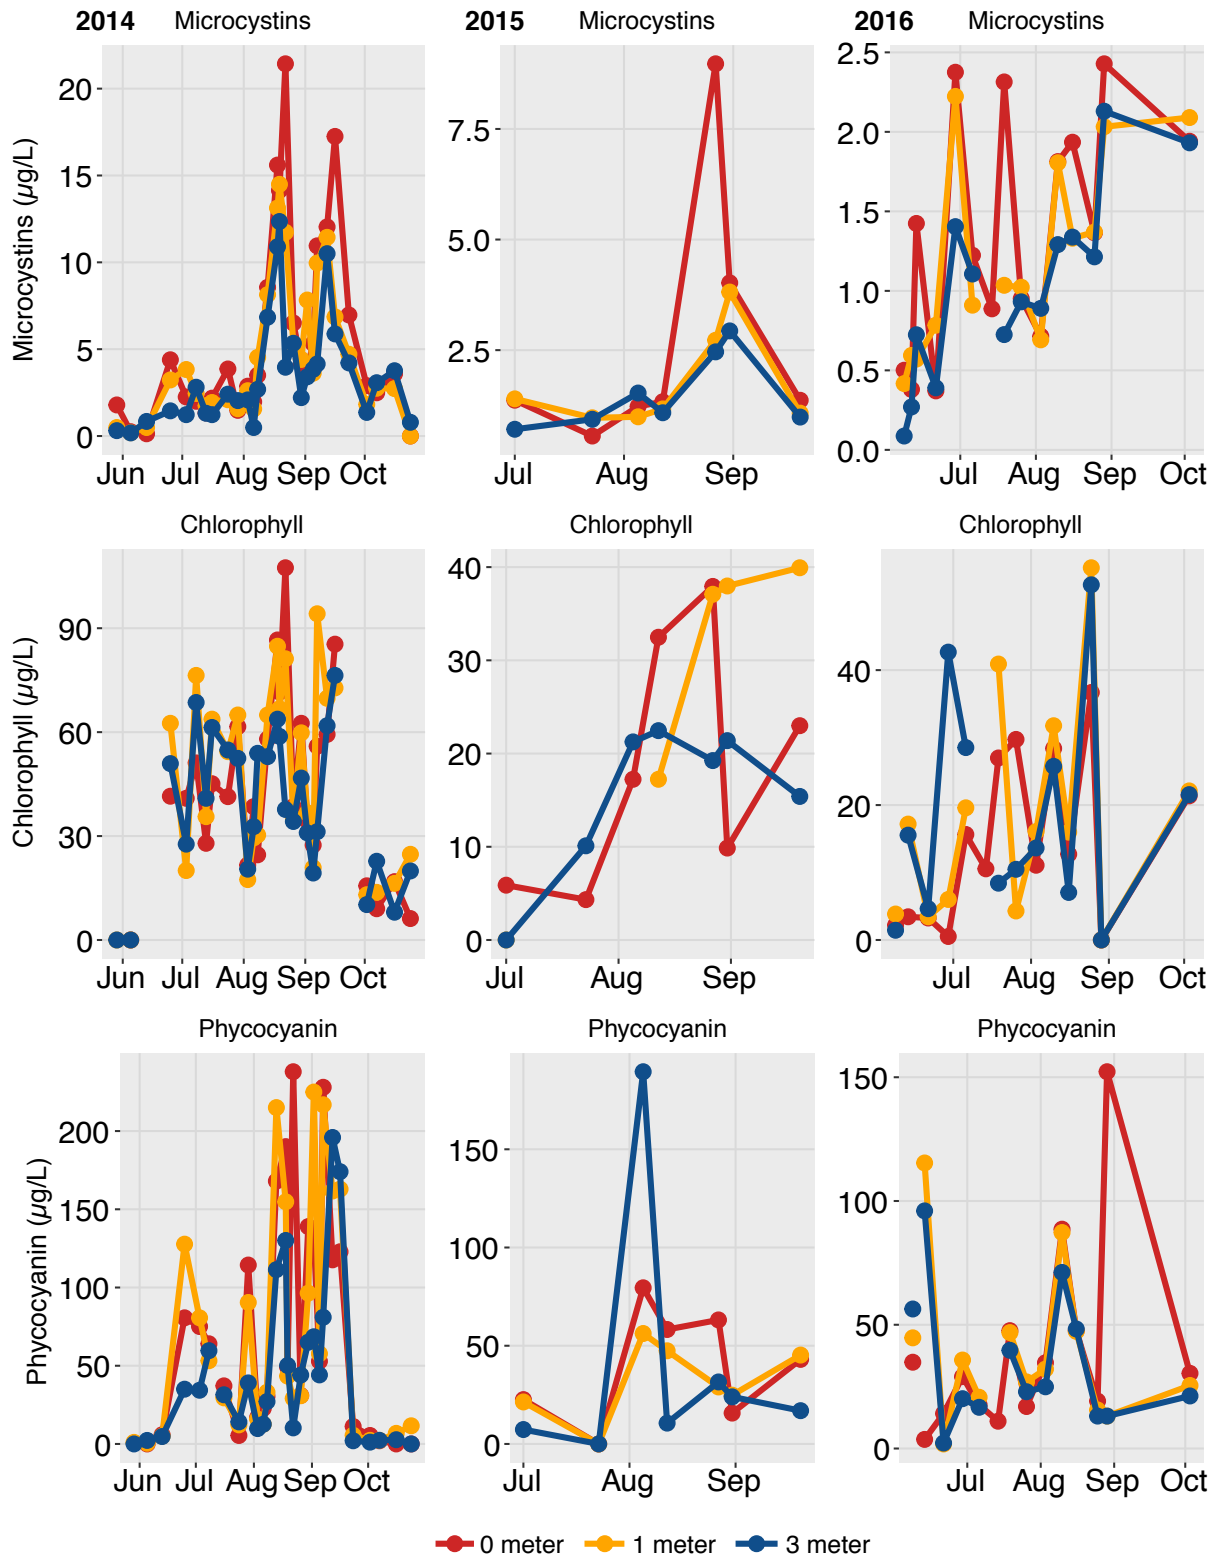 2014 Microcystins 2015 Microcystins 2016 Microcystins
Microcystins (µg/L)
20
15
10
5
0
Jun Jul Aug Sep Oct
7.5
5.0
2.5
Jul Aug Sep
2.5
2.0
1.5
1.0
0.5
0.0
Jul Aug Sep Oct
Chlorophyll Chlorophyll Chlorophyll
Chlorophyll (µg/L)
90
60
30
0
Jun Jul Aug Sep Oct
40
30
20
10
0
Jul Aug Sep
40
20
0
Jul Aug Sep Oct
Phycocyanin Phycocyanin Phycocyanin
Phycocyanin (µg/L)
200
150
100
50
0
Jun Jul Aug Sep Oct
150
100
50
0
Jul Aug Sep
150
100
50
0
Jul Aug Sep Oct
0 meter 1 meter 3 meter